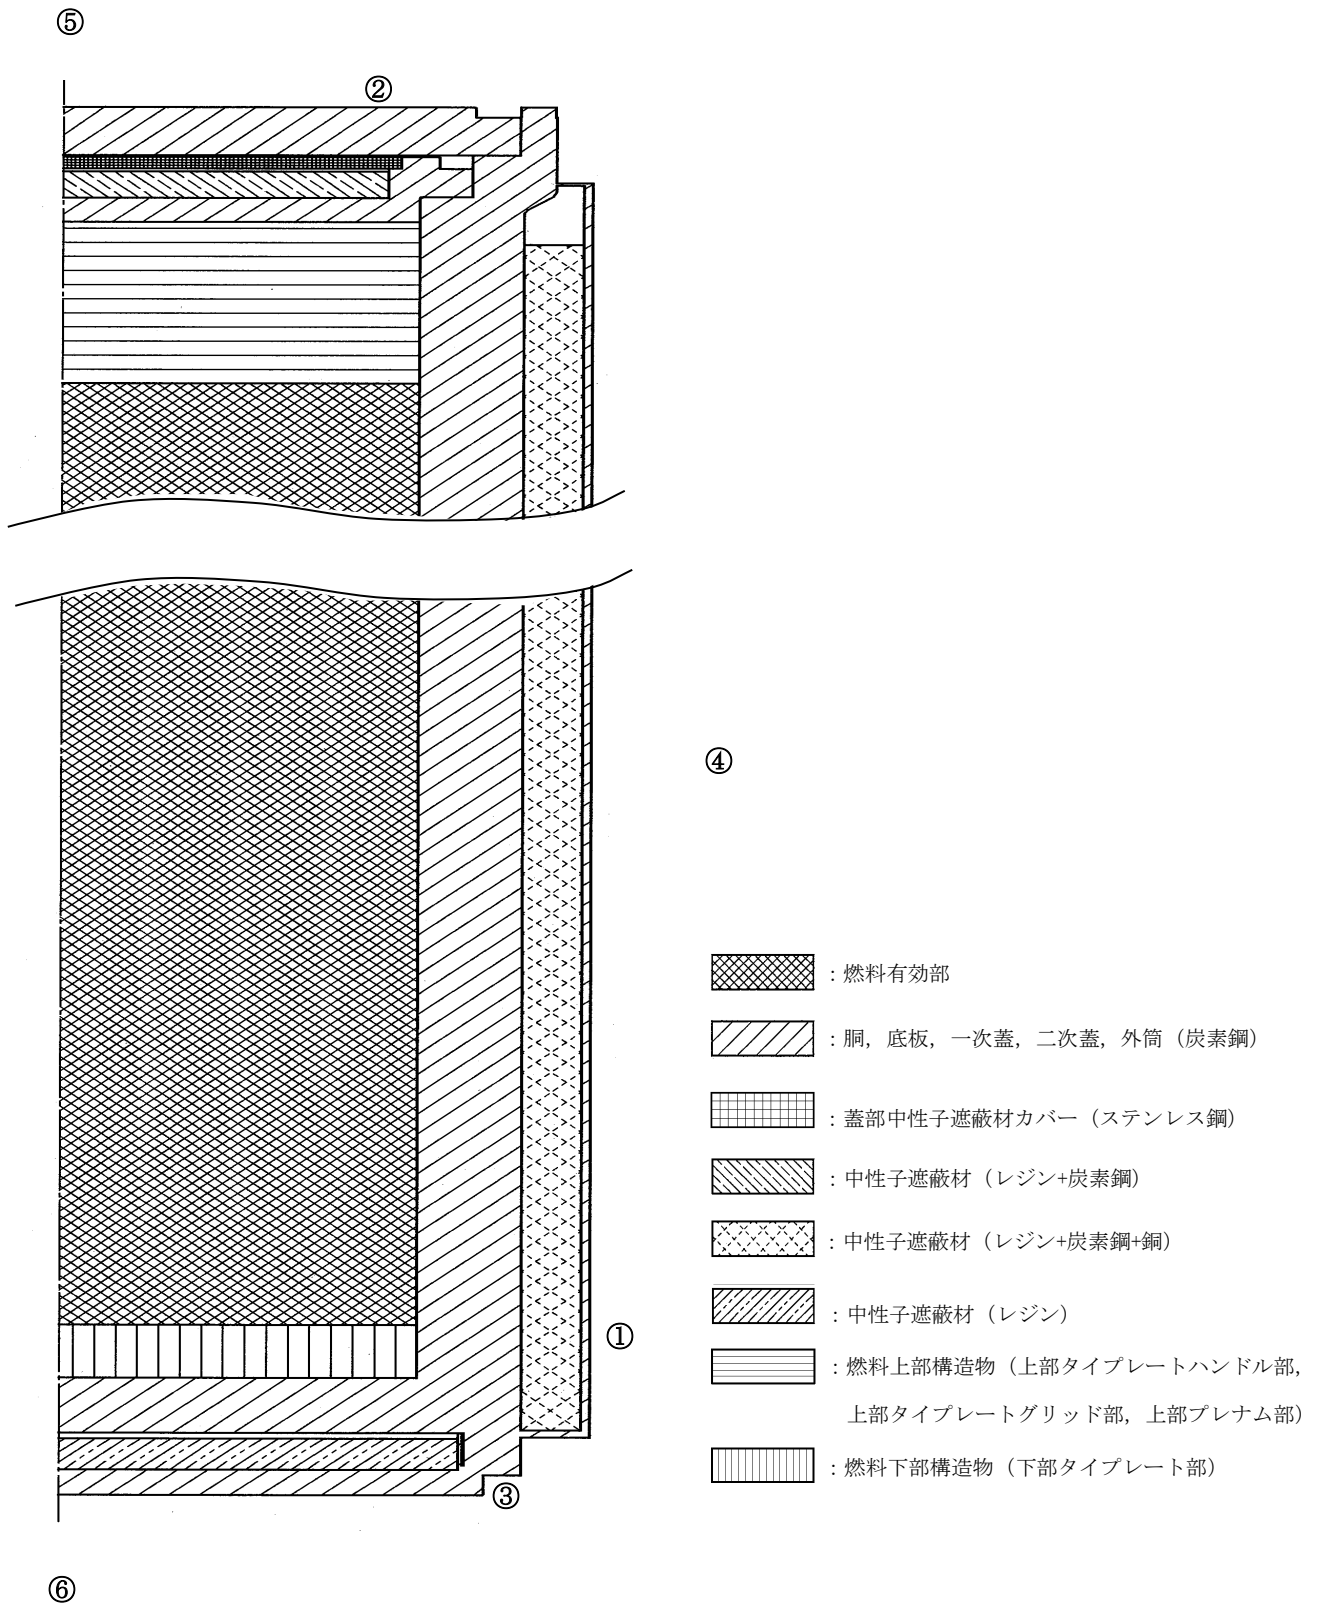 ⑤
②
④
：燃料有効部
：胴，底板，一次蓋，二次蓋，外筒（炭素鋼）
：蓋部中性子遮蔽材カバー（ステンレス鋼）
：中性子遮蔽材（レジン+炭素鋼）
：中性子遮蔽材（レジン+炭素鋼+銅）
：中性子遮蔽材（レジン）
①
：燃料上部構造物（上部タイプレートハンドル部，
上部タイプレートグリッド部，上部プレナム部）
：燃料下部構造物（下部タイプレート部）
③
⑥